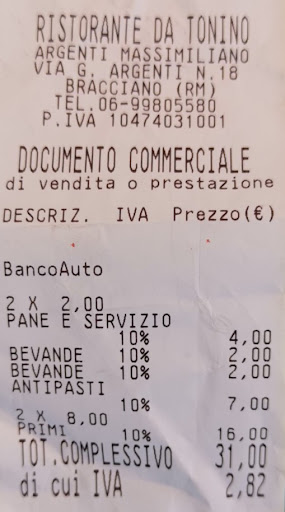 RISTORANTE DA TONINO
ARGENTI MASSIMILIANO
VIA G. ARGENTI N.18
BRACCIANO (RM)
TEL.06-99805580
P.IVA 10474031001
DOCUMENTO COMMERCIALE
di vendita o prestazione
DESCRIZ. IVA Prezzo(€)
BancoAuto
2 X 2,00
PANE E SERVIZIO
10% 4,00
BEVANDE 10% 2,00
BEVANDE 10% 2,00
ANTIPASTI
10% 7,00
2 X 8,00
PRIMI 10% 16,00
TOT.COMPLESSIVO 31,00
di cui IVA 2,82